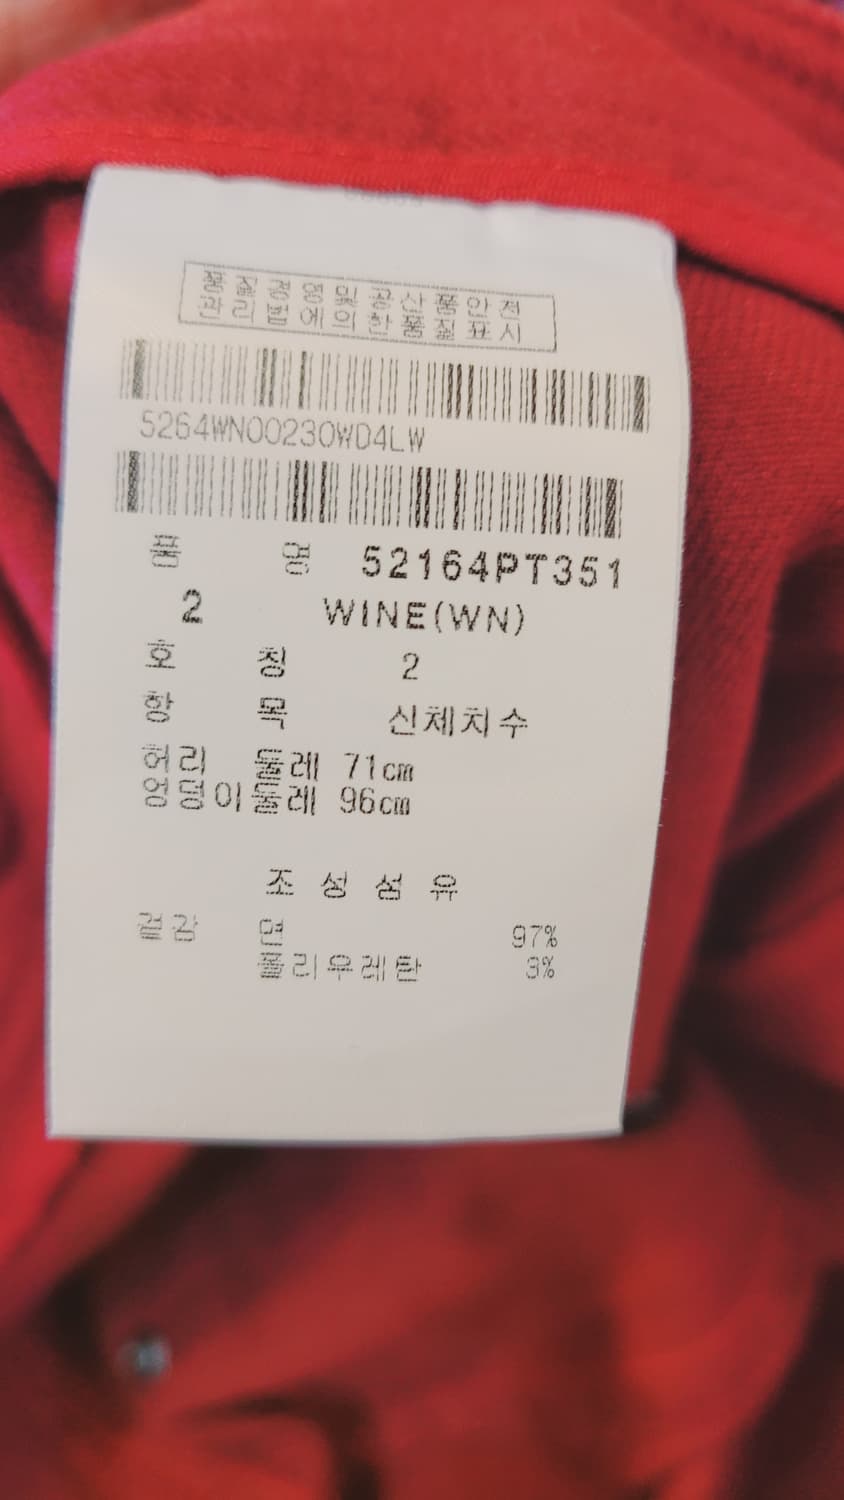 품질경영및공산품안전
관리법에의한품질표시
5264WN00230WD4LW
품 명 52164PT351
2 WINE(WN)
호 칭 2
항 목 신체치수
허리 둘레 71cm
엉덩이둘레 96cm
조성섬유
겉감 면 97%
폴리우레탄 3%